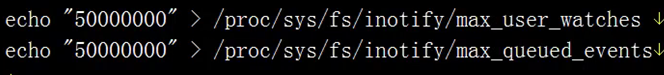 echo "50000000" > /proc/sys/fs/inotify/max_user_watches ↓
echo "50000000" > /proc/sys/fs/inotify/max_queued_events↓